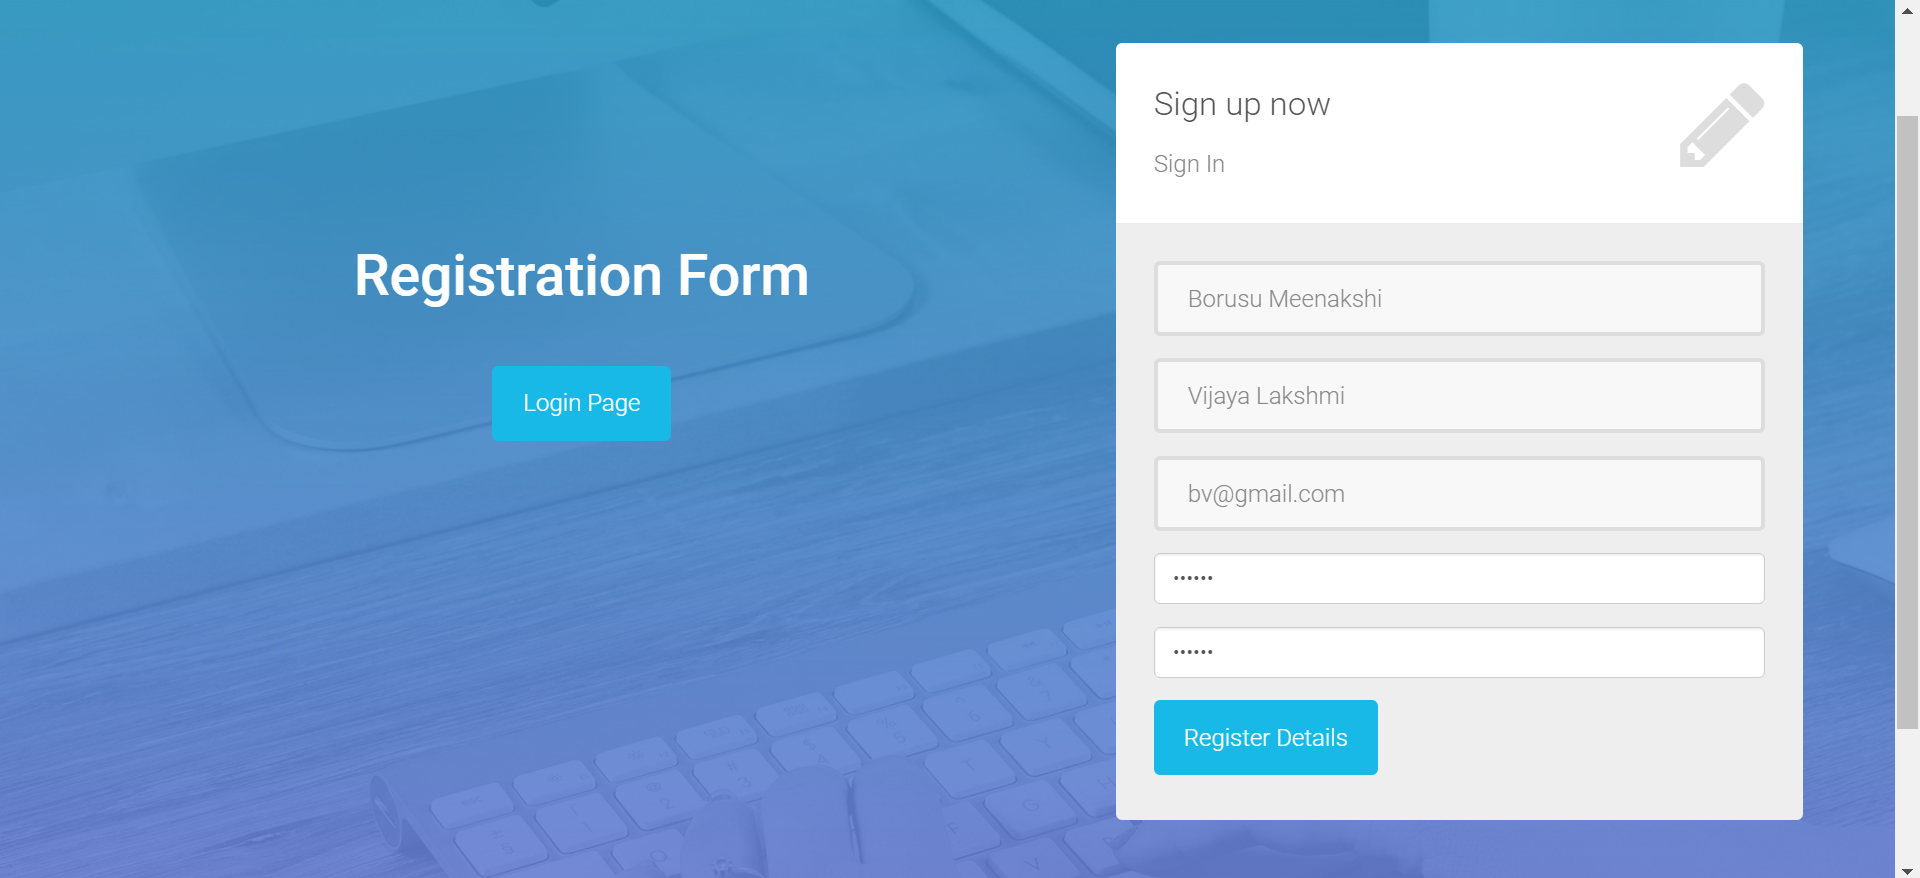 Registration Form
Login Page
Sign up now
Sign In
Borusu Meenakshi
Vijaya Lakshmi
bv@gmail.com
••••••
••••••
Register Details